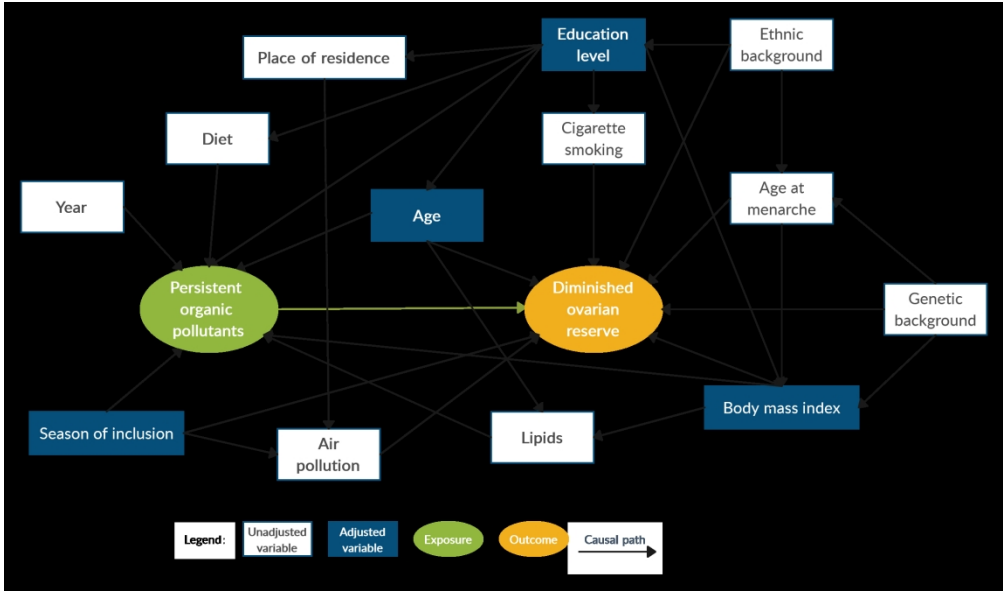 Education
level
Ethnic
background
Place of residence
Diet
Cigarette
smoking
Year
Age
Age at
menarche
Persistent
organic
pollutants
Diminished
ovarian
reserve
Genetic
background
Season of inclusion
Air
pollution
Lipids
Body mass index
Legend:
Unadjusted
variable
Adjusted
variable
Exposure
Outcome
Causal path